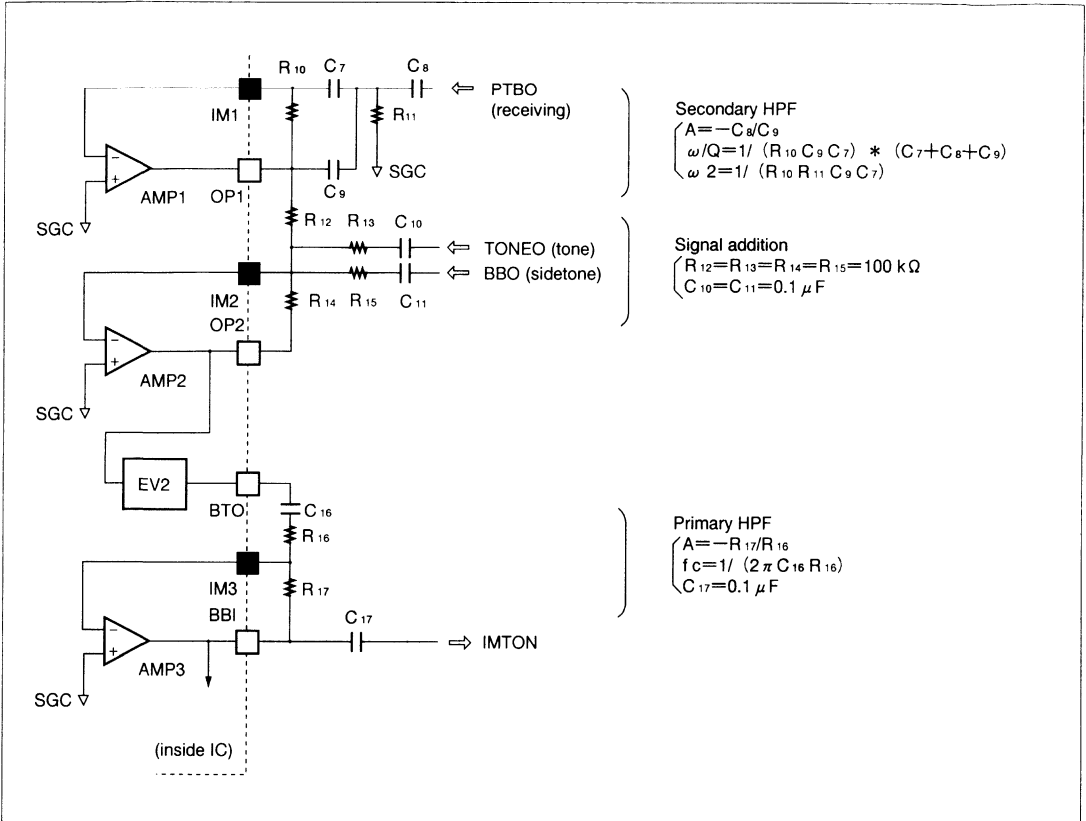 R10 C7 C8
⇦ PTBO
(receiving)
IM1
R11
SGC
− +
AMP1
OP1
C9
SGC
Secondary HPF
A=−C8/C9
ω/Q=1/ (R10 C9 C7) * (C7+C8+C9)
ω 2=1/ (R10 R11 C9 C7)
R12 R13 C10
⇦ TONEO (tone)
⇦ BBO (sidetone)
IM2
R14 R15 C11
OP2
− +
AMP2
SGC
Signal addition
R12=R13=R14=R15=100 kΩ
C10=C11=0.1 μF
EV2
BTO
C16
R16
IM3
R17
BBI
C17
− +
AMP3
⇨ IMTON
SGC
Primary HPF
A=−R17/R16
fc=1/ (2 π C16 R16)
C17=0.1 μF
(inside IC)